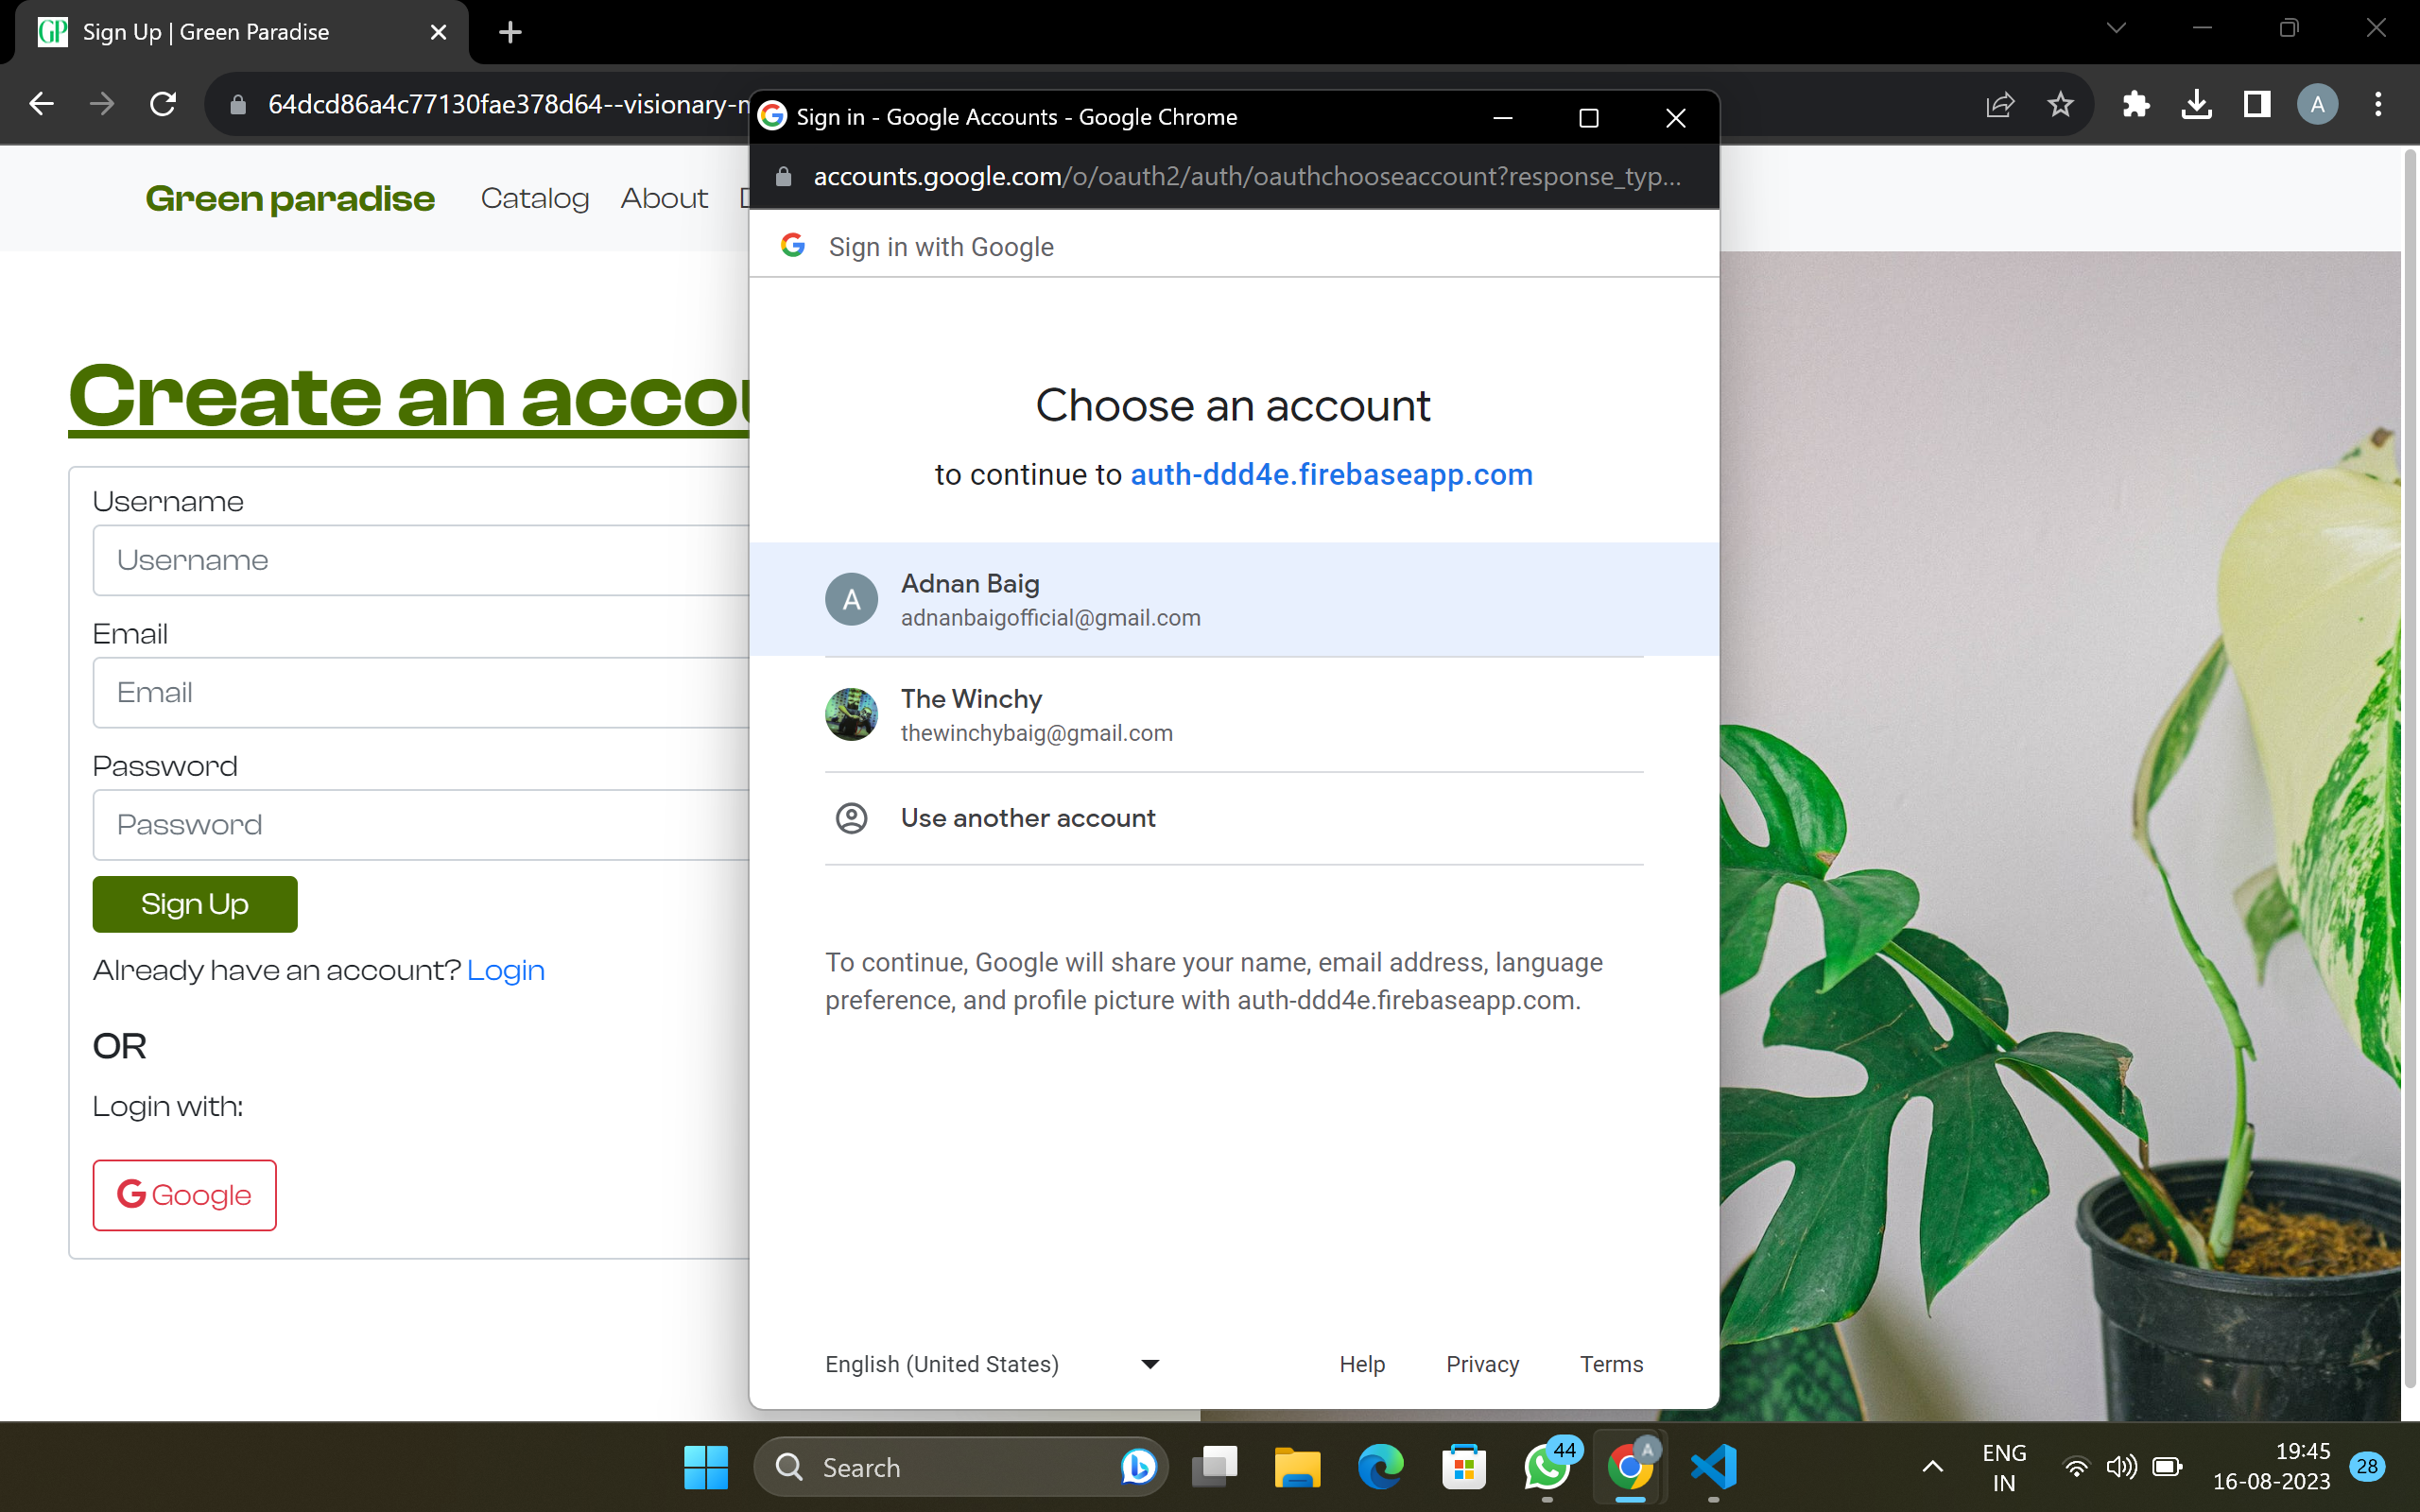 GP Sign Up | Green Paradise
64dcd86a4c77130fae378d64--visionary-
A
Green paradise Catalog About
Create an acco
Username
Username
Email
Email
Password
Password
Sign Up
Already have an account? Login
OR
Login with:
G Google
G Sign in - Google Accounts - Google Chrome
accounts.google.com/o/oauth2/auth/oauthchooseaccount?response_typ...
G Sign in with Google
Choose an account
to continue to auth-ddd4e.firebaseapp.com
A
Adnan Baig
adnanbaigofficial@gmail.com
The Winchy
thewinchybaig@gmail.com
Use another account
To continue, Google will share your name, email address, language
preference, and profile picture with auth-ddd4e.firebaseapp.com.
English (United States) Help Privacy Terms
Search
44
A
ENG
IN
19:45
16-08-2023
28